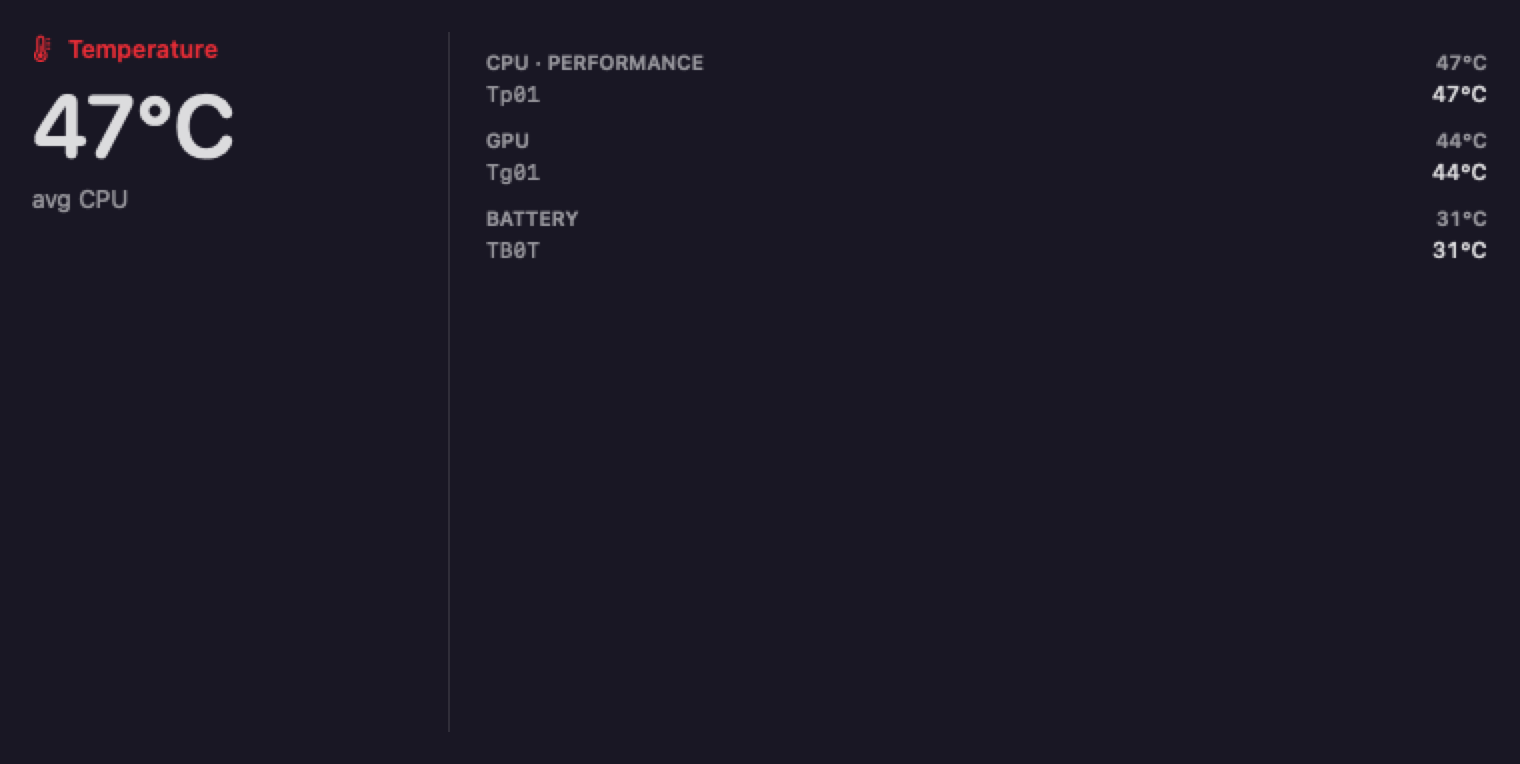 Temperature
47°C
avg CPU
CPU · PERFORMANCE 47°C
Tp01 47°C
GPU 44°C
Tg01 44°C
BATTERY 31°C
TB0T 31°C